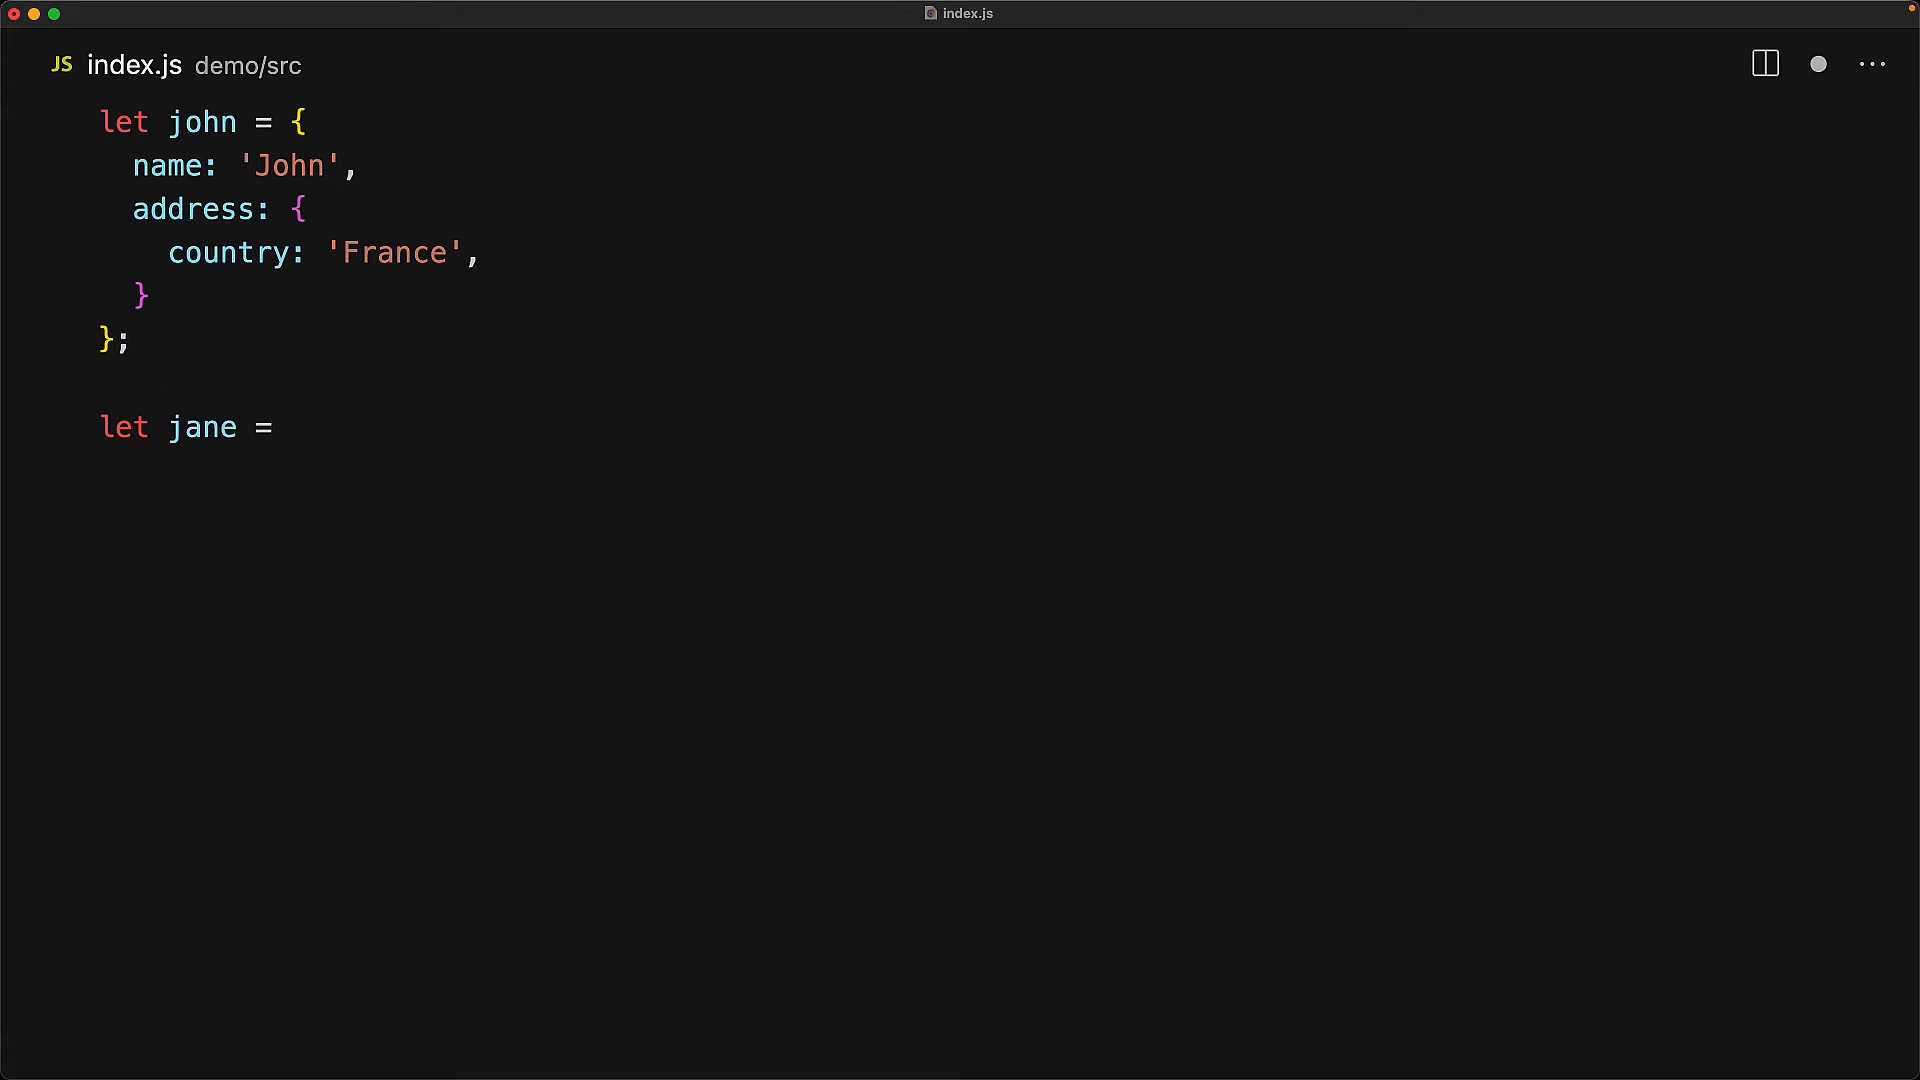 index.js
JS index.js demo/src
let john = {
  name: 'John',
  address: {
    country: 'France',
  }
};
let jane =